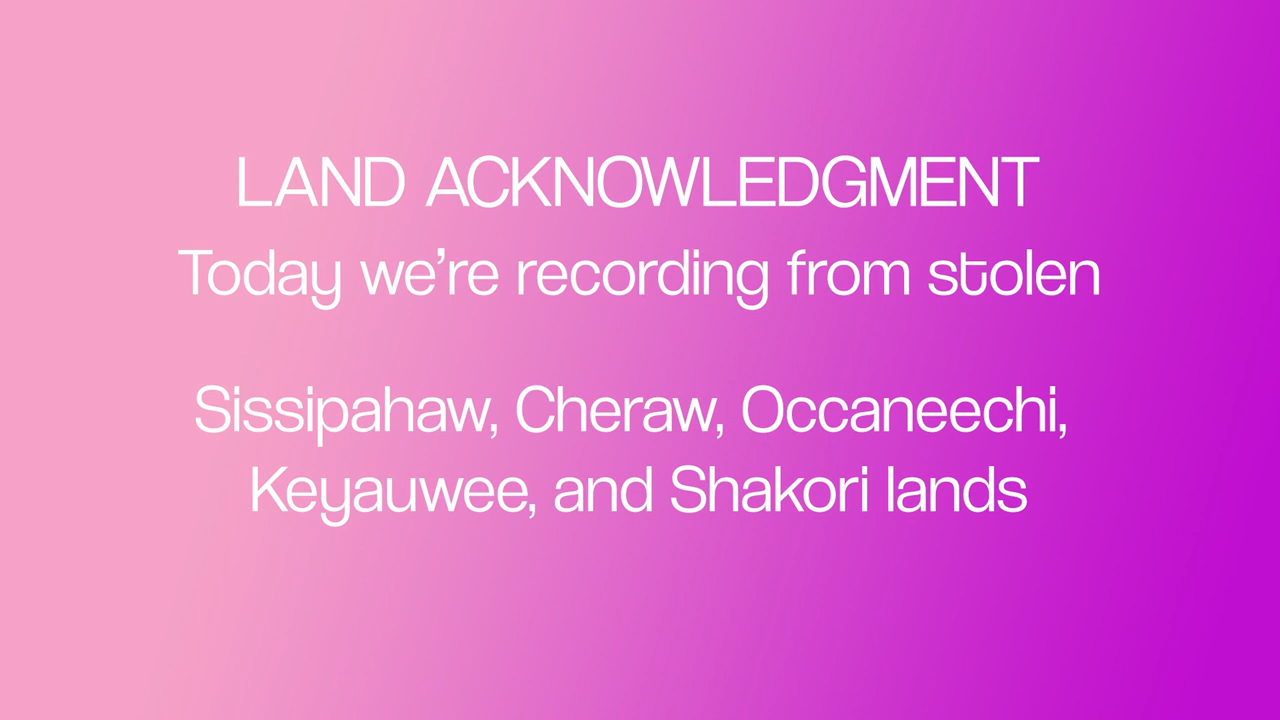 LAND ACKNOWLEDGMENT
Today we’re recording from stolen
Sissipahaw, Cheraw, Occaneechi,
Keyauwee, and Shakori lands